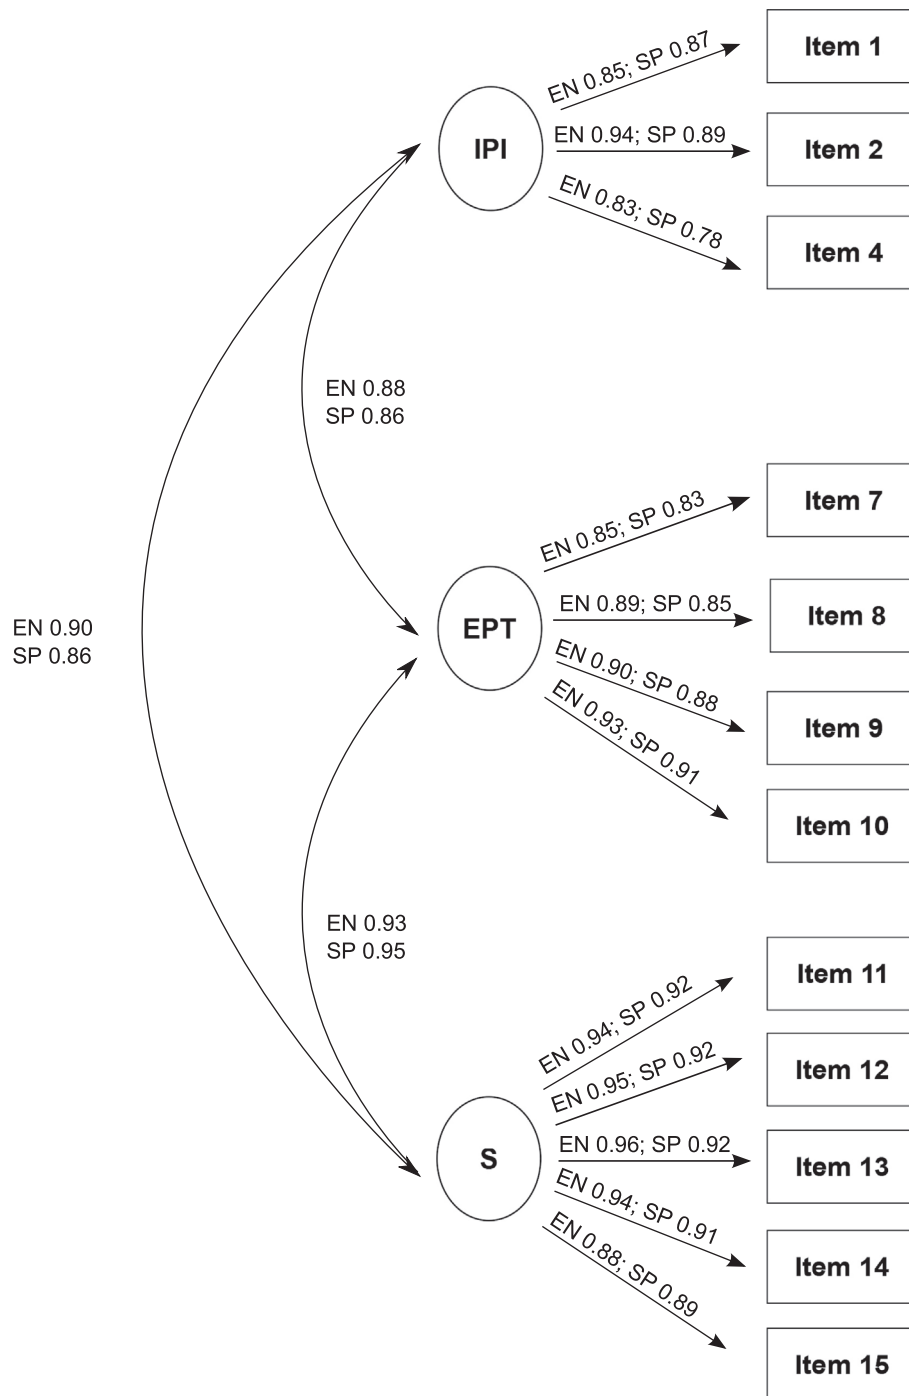 EN 0.85; SP 0.87
Item 1
IPI
EN 0.94; SP 0.89
Item 2
EN 0.83; SP 0.78
Item 4
EN 0.88
SP 0.86
EN 0.85; SP 0.83
Item 7
EPT
EN 0.89; SP 0.85
Item 8
EN 0.90
SP 0.86
EN 0.90; SP 0.88
Item 9
EN 0.93; SP 0.91
Item 10
EN 0.93
SP 0.95
EN 0.94; SP 0.92
Item 11
EN 0.95; SP 0.92
Item 12
S
EN 0.96; SP 0.92
Item 13
EN 0.94; SP 0.91
Item 14
EN 0.88; SP 0.89
Item 15